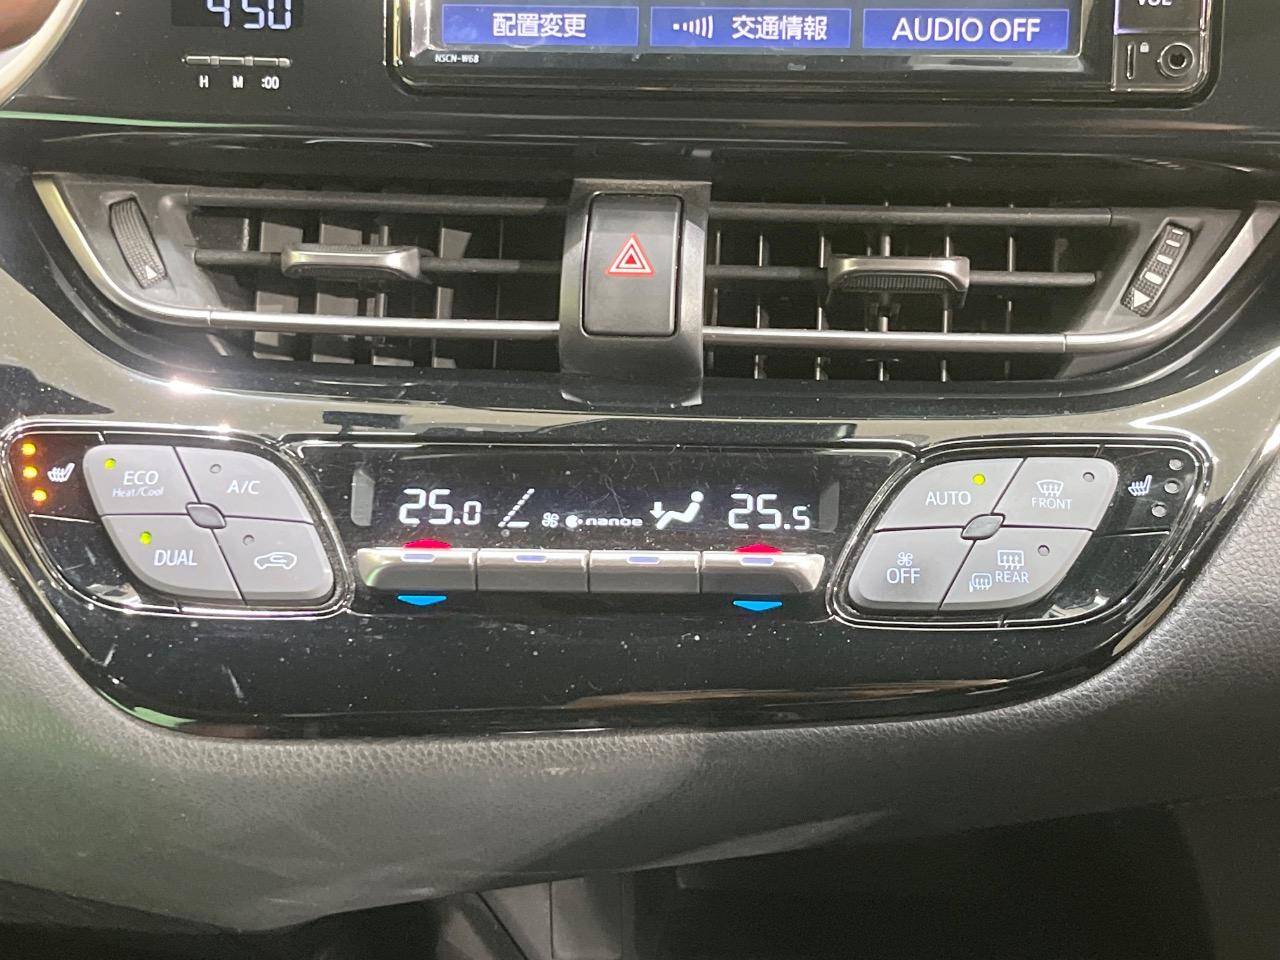 4:50
H M :00
配置変更 交通情報 AUDIO OFF
NSCN-W68
VOL
ECO
Heat/Cool
A/C
DUAL
25.0 nanoe 25.5
AUTO
FRONT
OFF
REAR